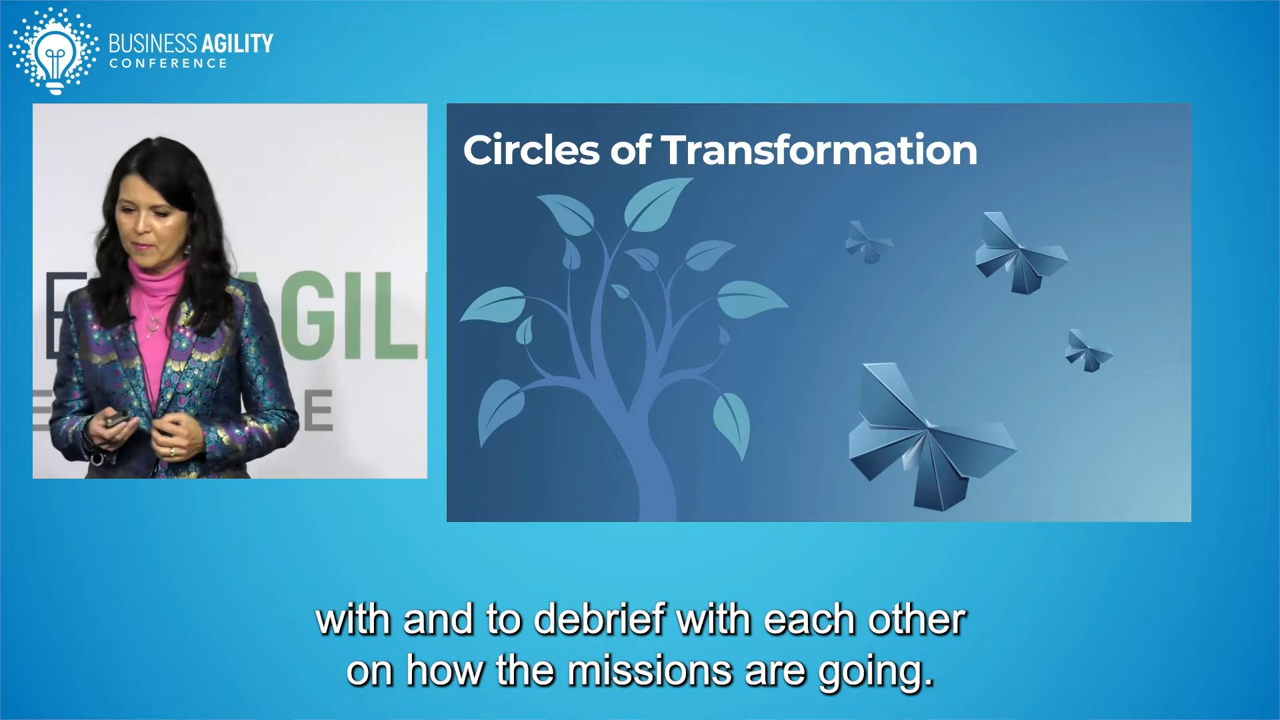 BUSINESS AGILITY
CONFERENCE
Circles of Transformation
AGIL
E
E
with and to debrief with each other
on how the missions are going.